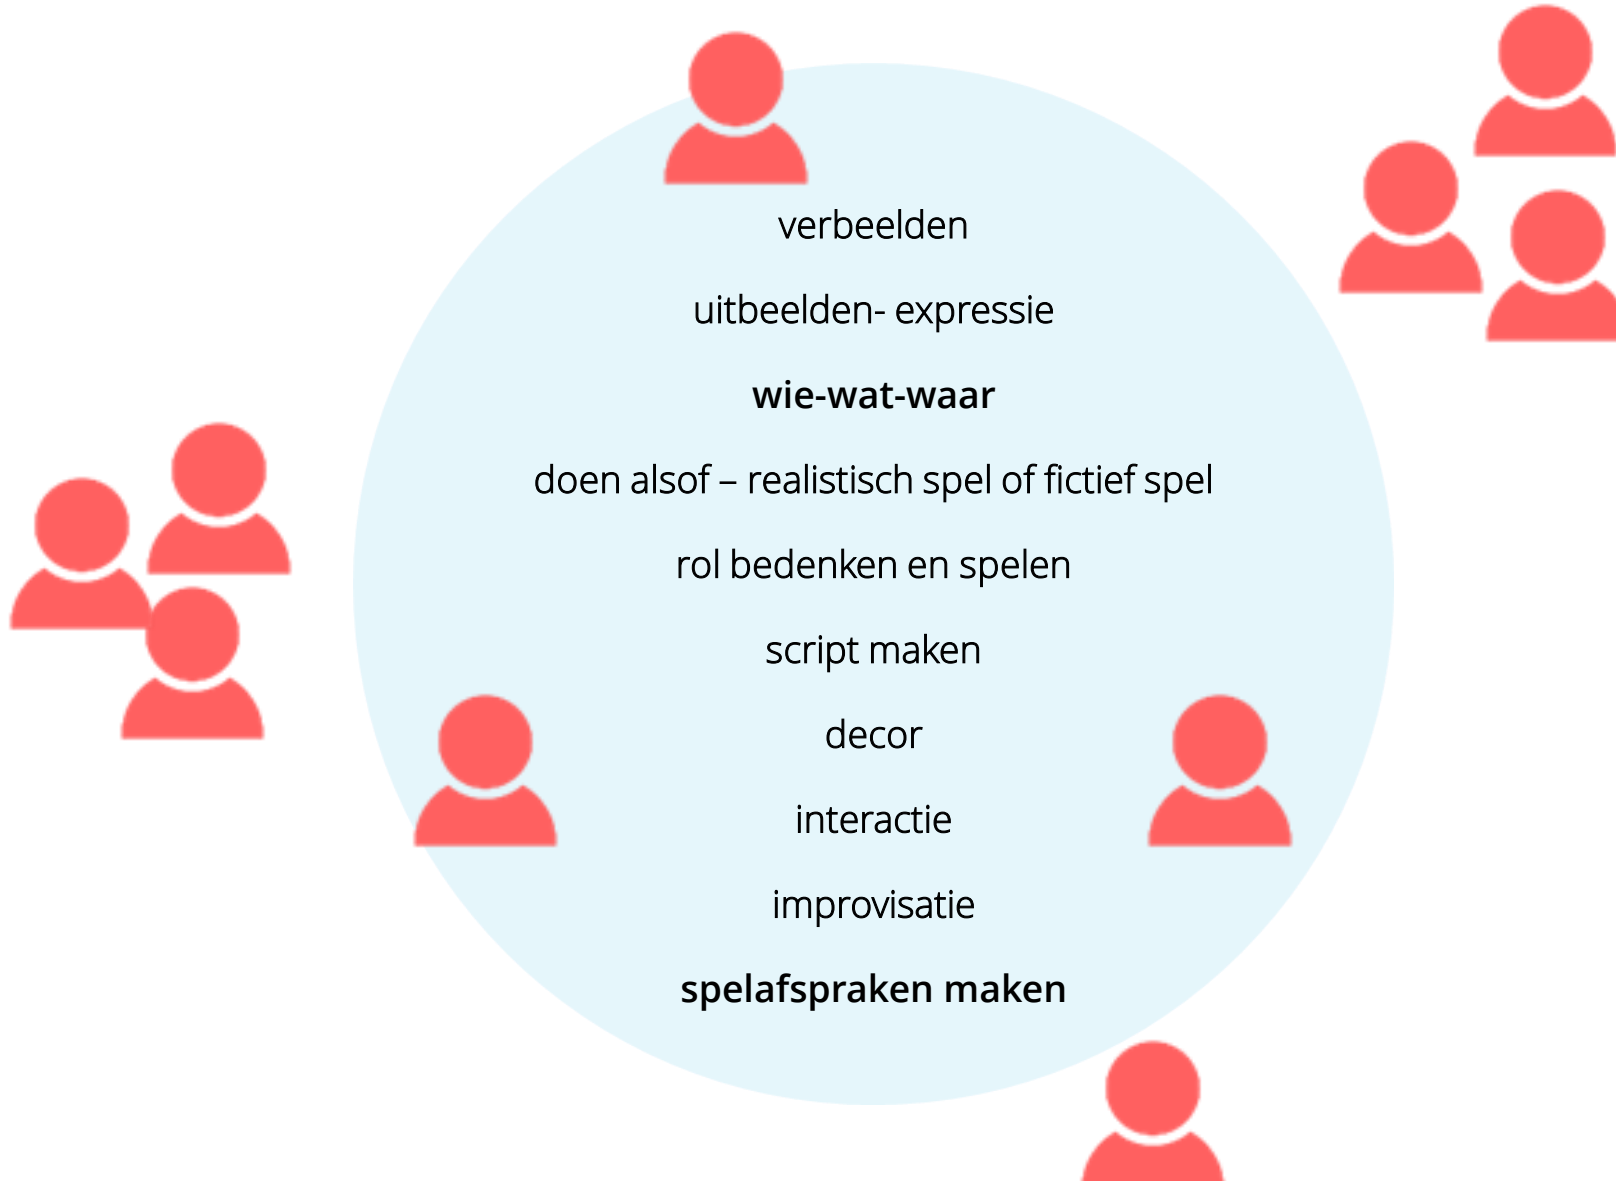 verbeelden
uitbeelden- expressie
wie-wat-waar
doen alsof – realistisch spel of fictief spel
rol bedenken en spelen
script maken
decor
interactie
improvisatie
spelafspraken maken